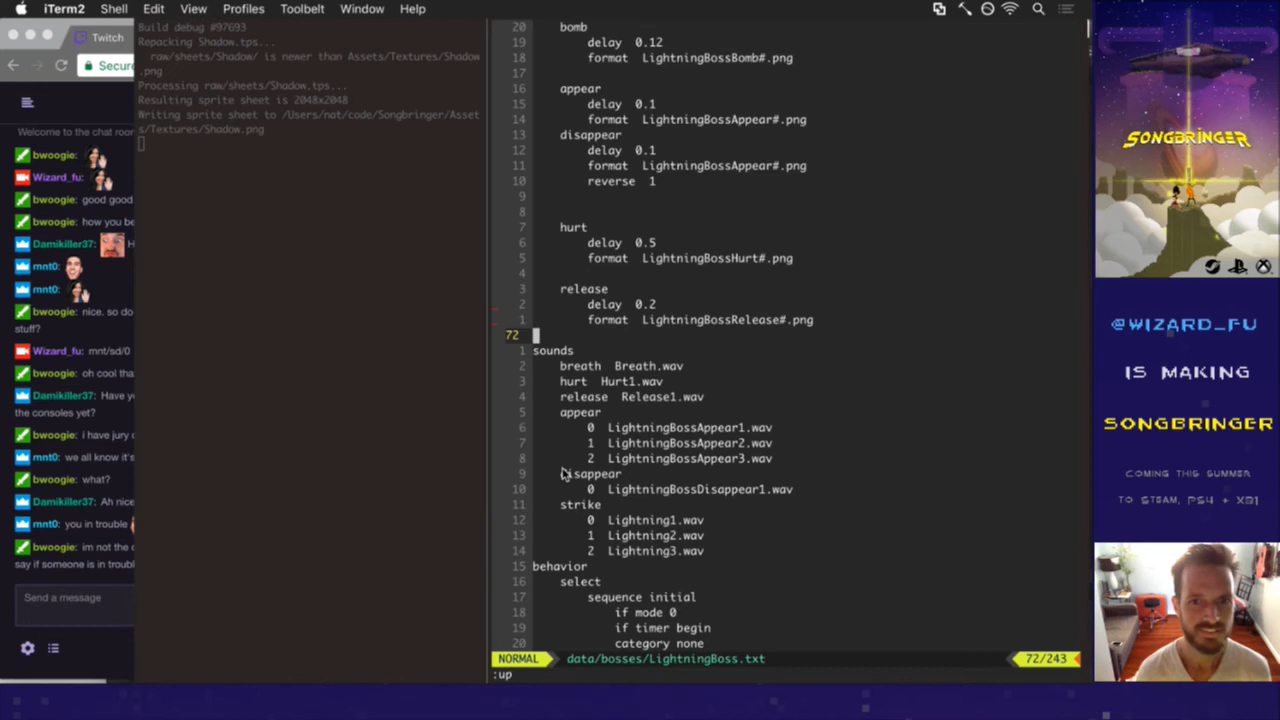 iTerm2 Shell Edit View Profiles Toolbelt Window Help
Twitch
Secure
Welcome to the chat room
bwoogie:
Wizard_fu:
bwoogie: good good
bwoogie: how you be
Damikiller37: H
mnt0:
mnt0:
bwoogie: nice. so do
stuff?
Wizard_fu: mnt/sd/0
bwoogie: oh cool tha
Damikiller37: Have y
the consoles yet?
bwoogie: i have jury d
mnt0: we all know it's
bwoogie: what?
Damikiller37: Ah nice
mnt0: you in trouble
bwoogie: im not the o
say if someone is in troubl
Send a message
Build debug #97693
Repacking Shadow.tps...
raw/sheets/Shadow/ is newer than Assets/Textures/Shadow
.png
Processing raw/sheets/Shadow.tps...
Resulting sprite sheet is 2048x2048
Writing sprite sheet to /Users/nat/code/Songbringer/Asset
s/Textures/Shadow.png
20 bomb
19 delay 0.12
18 format LightningBossBomb#.png
17
16 appear
15 delay 0.1
14 format LightningBossAppear#.png
13 disappear
12 delay 0.1
11 format LightningBossAppear#.png
10 reverse 1
9
8
7 hurt
6 delay 0.5
5 format LightningBossHurt#.png
4
3 release
2 delay 0.2
1 format LightningBossRelease#.png
72
1 sounds
2 breath Breath.wav
3 hurt Hurt1.wav
4 release Release1.wav
5 appear
6 0 LightningBossAppear1.wav
7 1 LightningBossAppear2.wav
8 2 LightningBossAppear3.wav
9 disappear
10 0 LightningBossDisappear1.wav
11 strike
12 0 Lightning1.wav
13 1 Lightning2.wav
14 2 Lightning3.wav
15 behavior
16 select
17 sequence initial
18 if mode 0
19 if timer begin
20 category none
NORMAL data/bosses/LightningBoss.txt 72/243
:up
SONGBRINGER
@WIZARD_FU
IS MAKING
SONGBRINGER
COMING THIS SUMMER
TO STEAM, PS4 + XB1